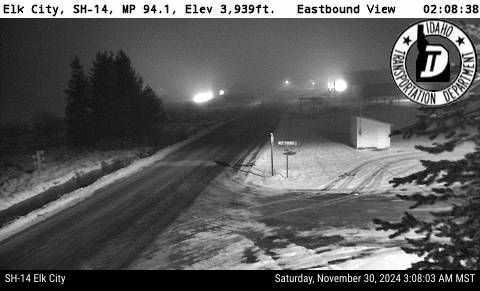 Elk City, SH-14, MP 94.1, Elev 3,939ft. Eastbound View 02:08:38
IDAHO
TRANSPORTATION DEPARTMENT
SH-14 Elk City Saturday, November 30, 2024 3:08:03 AM MST